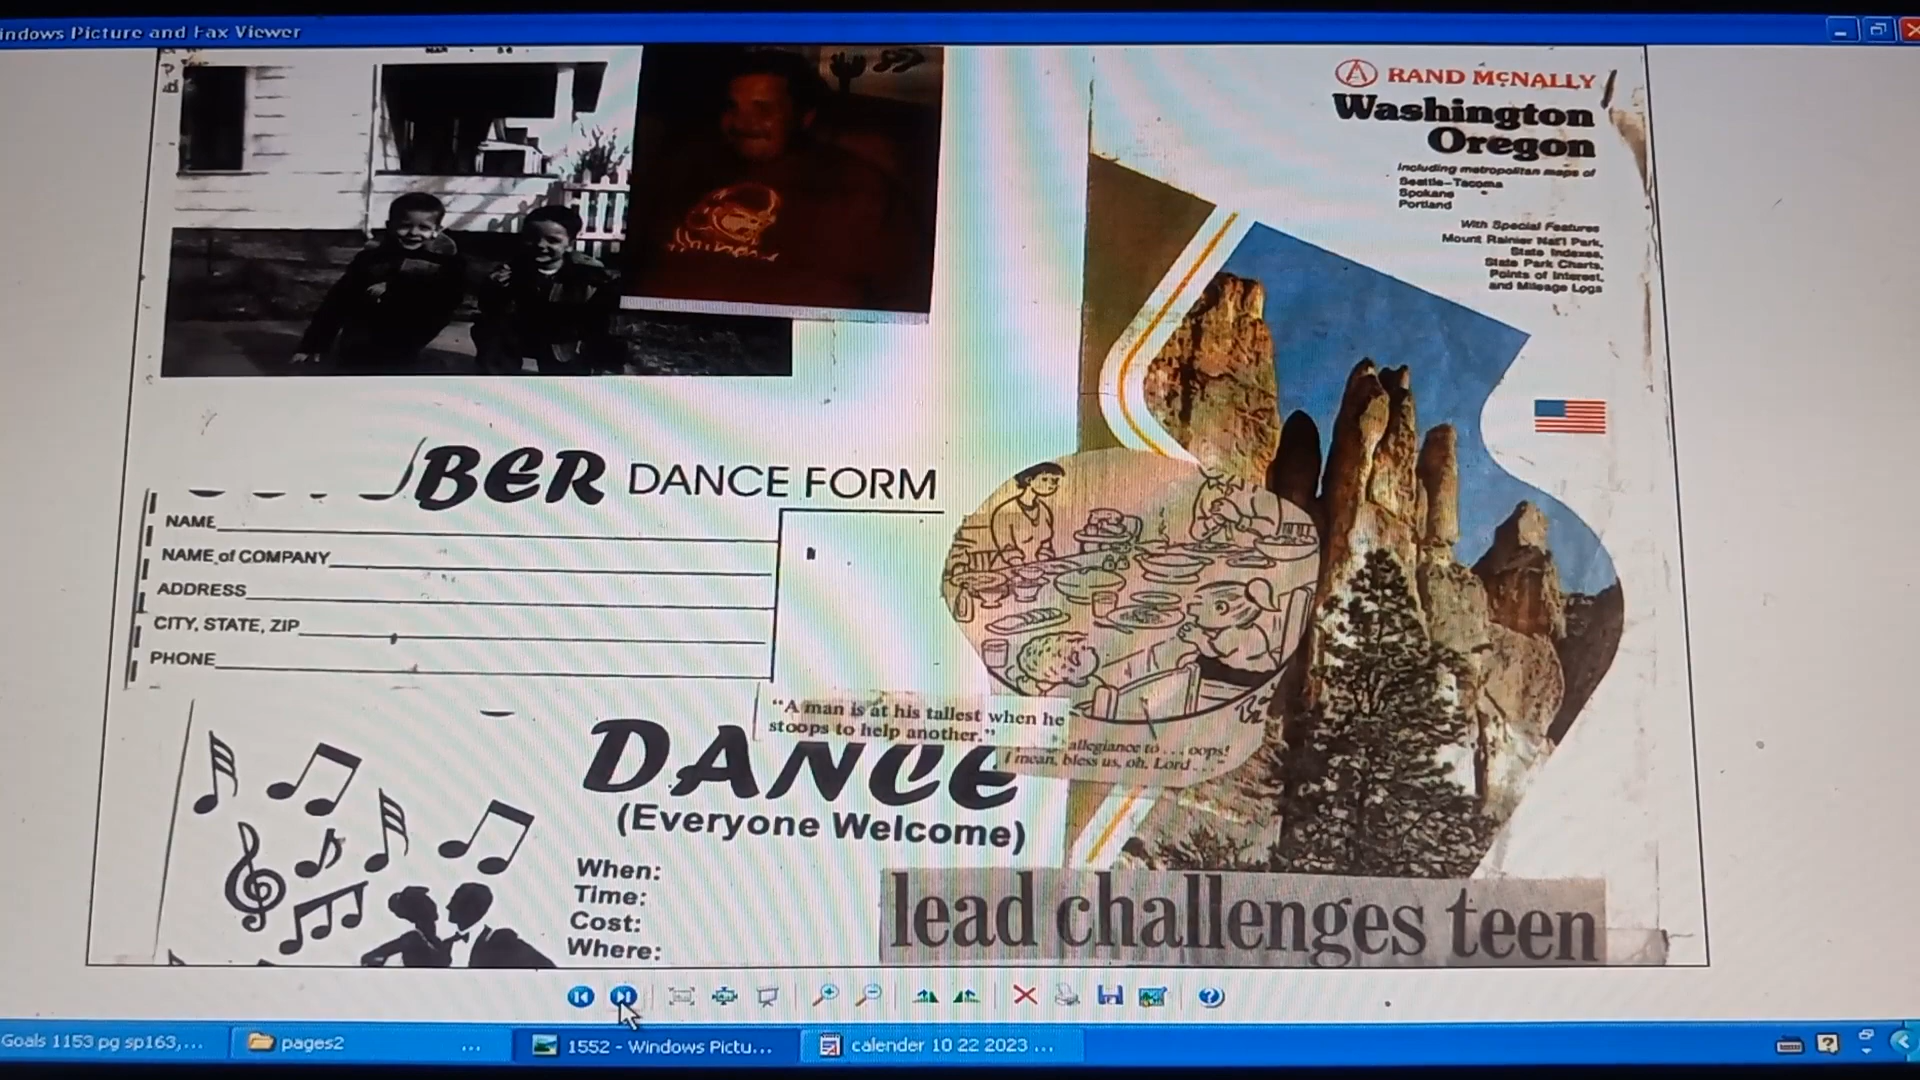 indows Picture and Fax Viewer
87
RAND McNALLY
Washington
Oregon
Including metropolitan maps of
Seattle–Tacoma
Spokane
Portland
With Special Features
Mount Rainier Nat'l Park,
State Indexes,
State Park Charts,
Points of Interest,
and Mileage Logs
BER DANCE FORM
NAME
NAME of COMPANY
ADDRESS
CITY, STATE, ZIP
PHONE
“A man is at his tallest when he
stoops to help another.”
allegiance to . . . oops!
I mean, bless us, oh, Lord . . .”
DANCE
(Everyone Welcome)
When:
Time:
Cost:
Where:
lead challenges teen
Goals 1153 pg sp163,...
pages2 ...
1552 - Windows Pictu...
calender 10 22 2023 ...